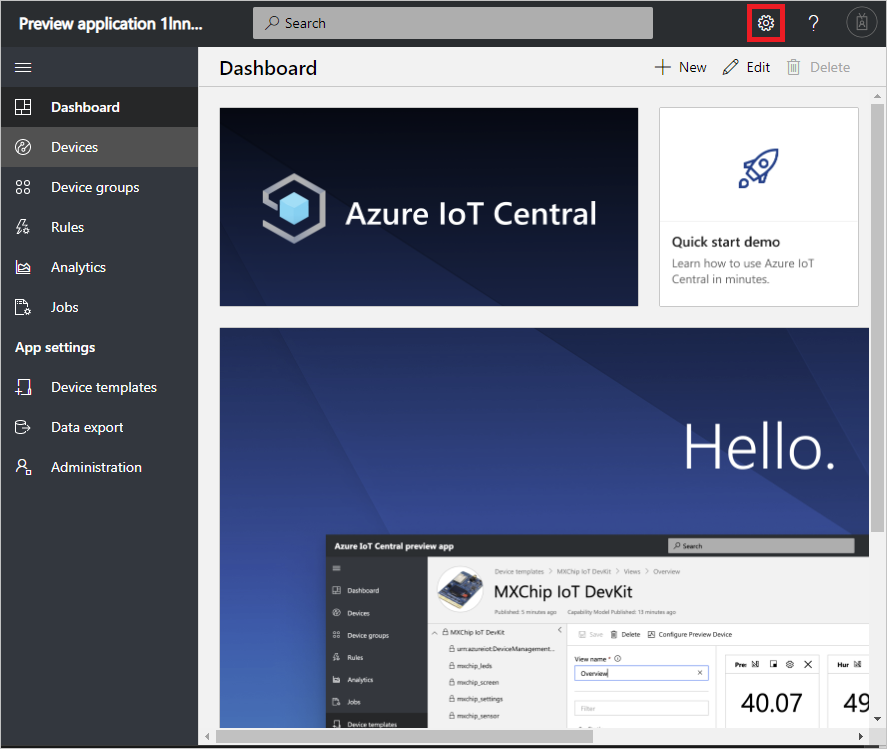 Preview application 1Inn...
Search
?
Dashboard
New
Edit
Delete
Dashboard
Devices
Device groups
Rules
Analytics
Jobs
App settings
Device templates
Data export
Administration
Azure IoT Central
Quick start demo
Learn how to use Azure IoT
Central in minutes.
Hello.
Azure IoT Central preview app
Search
Dashboard
Devices
Device groups
Rules
Analytics
Jobs
Device templates
Device templates > MXChip IoT DevKit > Views > Overview
MXChip IoT DevKit
Published: 5 minutes ago Capability Model Published: 13 minutes ago
MXChip IoT DevKit
urn:azureiot:DeviceManagement...
mxchip_leds
mxchip_screen
mxchip_settings
mxchip_sensor
Save Delete Configure Preview Device
View name *
Overview
Filter
Pre
Hur
40.07
49